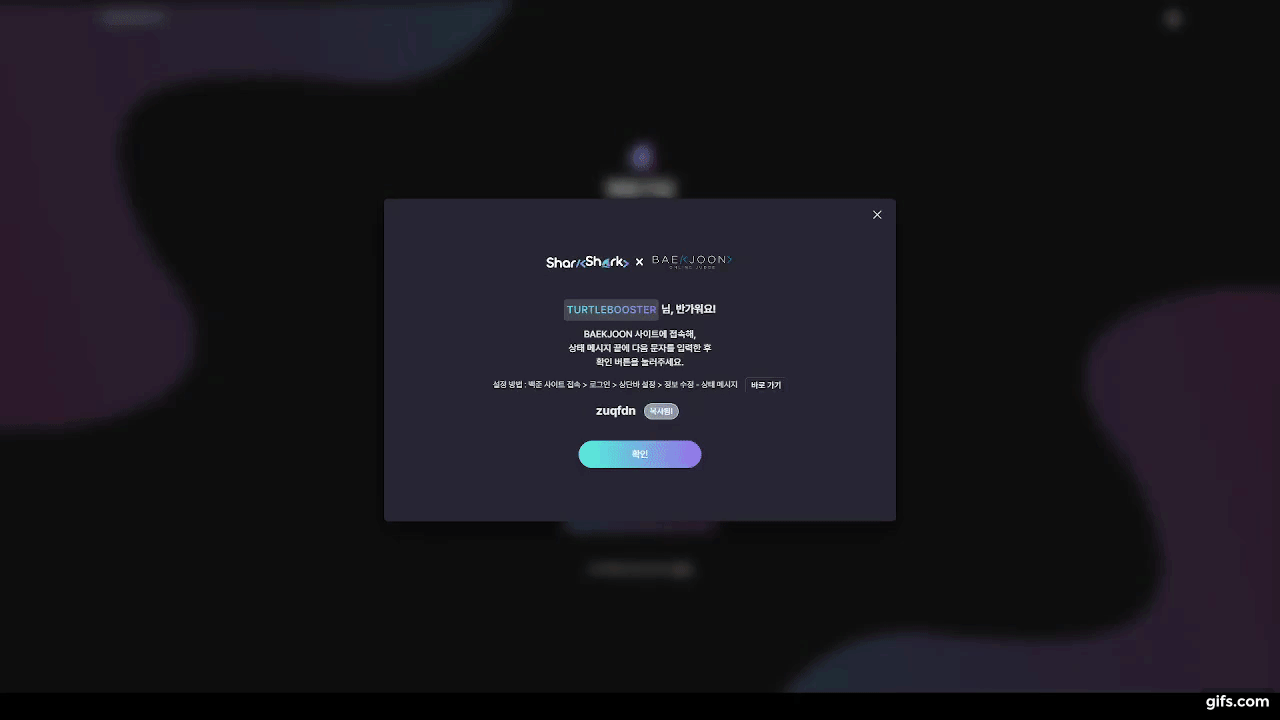 SharkShark × BAEKJOON
ONLINE JUDGE
TURTLEBOOSTER 님, 반가워요!
BAEKJOON 사이트에 접속해,
상태 메시지 끝에 다음 문자를 입력한 후
확인 버튼을 눌러주세요.
설정 방법 : 백준 사이트 접속 > 로그인 > 상단바 설정 > 정보 수정 - 상태 메시지 바로 가기
zuqfdn 복사됨!
확인
gifs.com